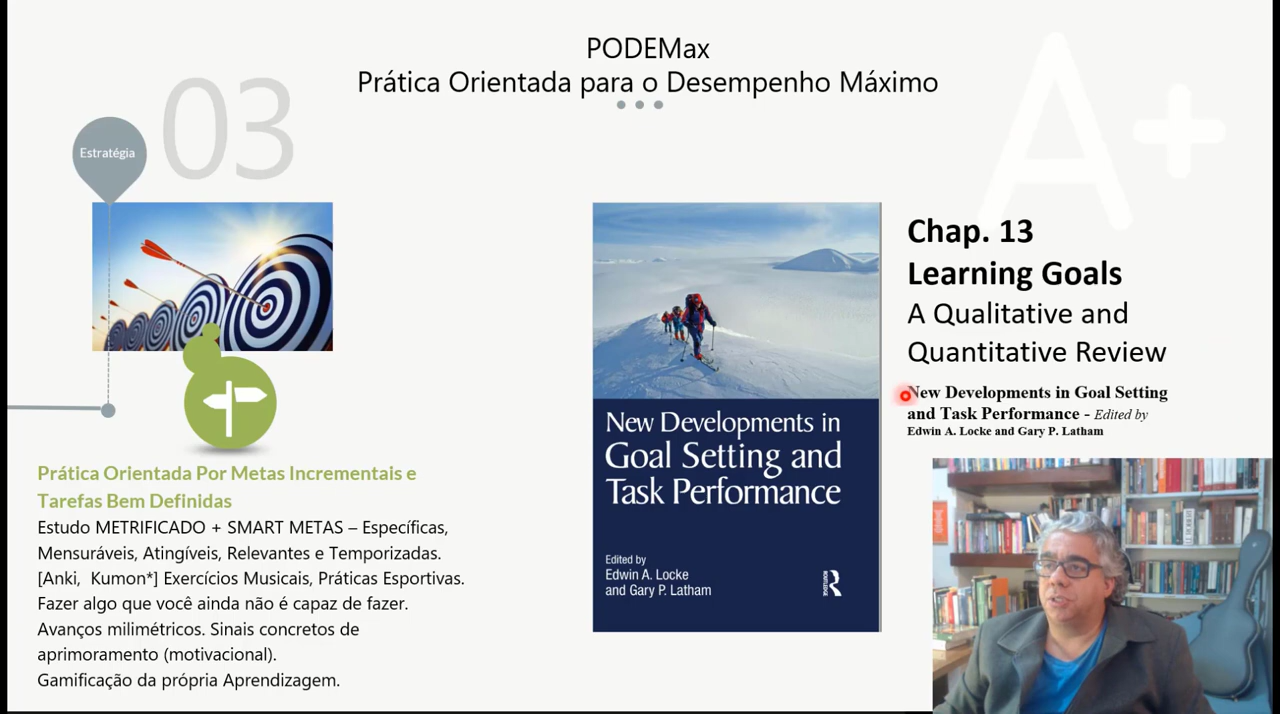 PODEMax
Prática Orientada para o Desempenho Máximo
03
A+
Estratégia
Prática Orientada Por Metas Incrementais e
Tarefas Bem Definidas
Estudo METRIFICADO + SMART METAS – Específicas,
Mensuráveis, Atingíveis, Relevantes e Temporizadas.
[Anki, Kumon*] Exercícios Musicais, Práticas Esportivas.
Fazer algo que você ainda não é capaz de fazer.
Avanços milimétricos. Sinais concretos de
aprimoramento (motivacional).
Gamificação da própria Aprendizagem.
New Developments in
Goal Setting and
Task Performance
Edited by
Edwin A. Locke
and Gary P. Latham
R
Chap. 13
Learning Goals
A Qualitative and
Quantitative Review
New Developments in Goal Setting
and Task Performance - Edited by
Edwin A. Locke and Gary P. Latham